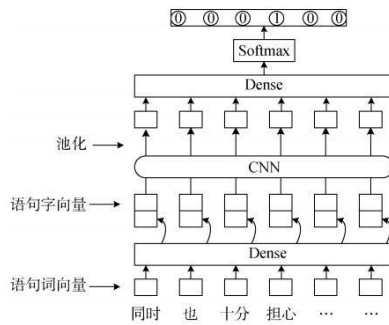 0 0 0 1 0 0
Softmax
Dense
池化
CNN
语句字向量
Dense
语句词向量
同时 也 十分 担心 … …